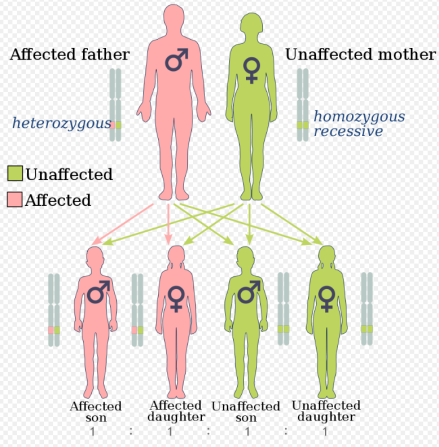 Affected father
Unaffected mother
heterozygous
homozygous
recessive
Unaffected
Affected
Affected
son
Affected
daughter
Unaffected
son
Unaffected
daughter
1 : 1 : 1 : 1